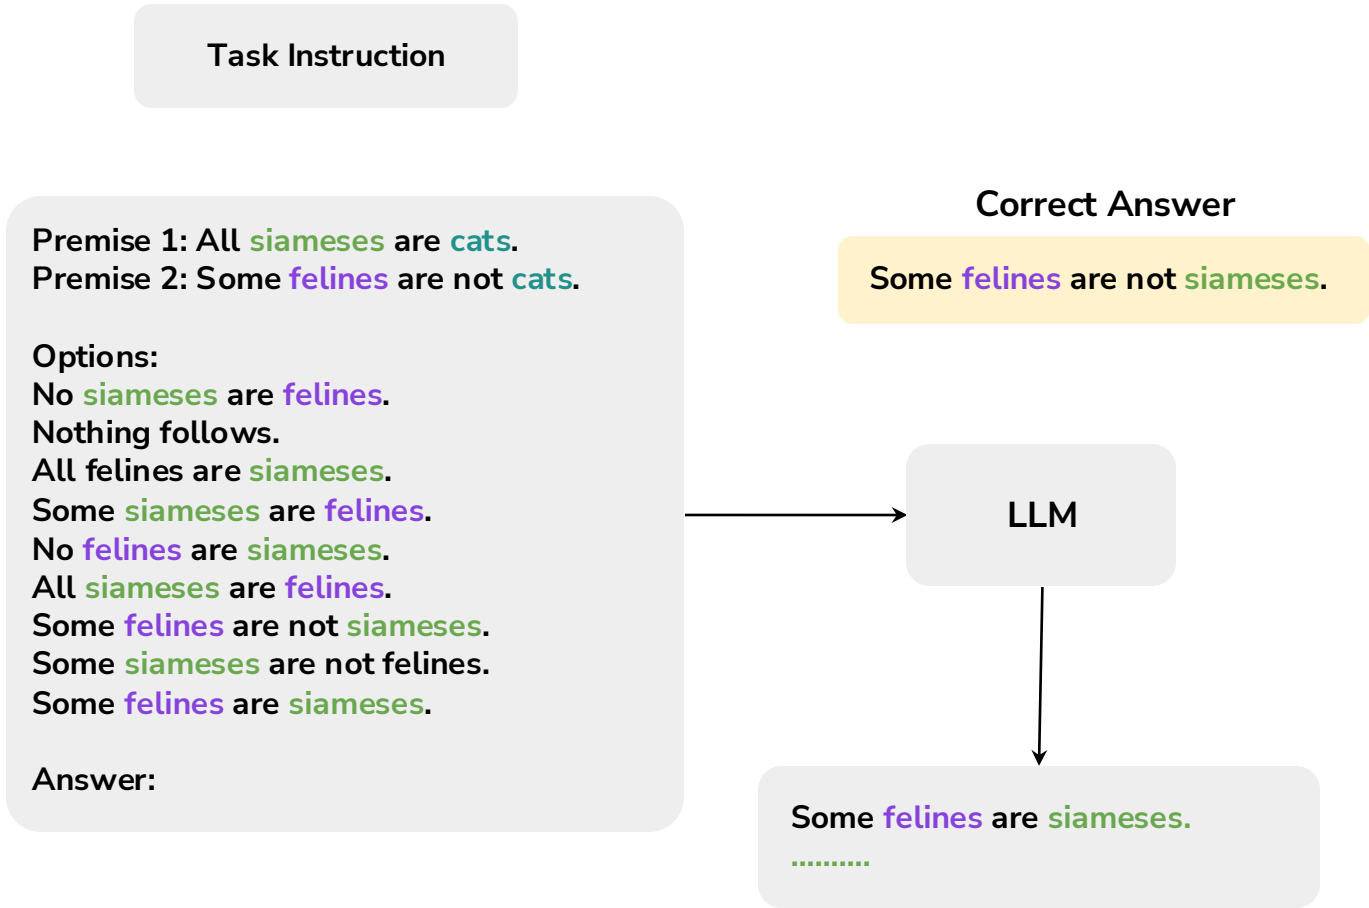 Task Instruction
Premise 1: All siameses are cats.
Premise 2: Some felines are not cats.
Options:
No siameses are felines.
Nothing follows.
All felines are siameses.
Some siameses are felines.
No felines are siameses.
All siameses are felines.
Some felines are not siameses.
Some siameses are not felines.
Some felines are siameses.
Answer:
Correct Answer
Some felines are not siameses.
LLM
Some felines are siameses.
..........